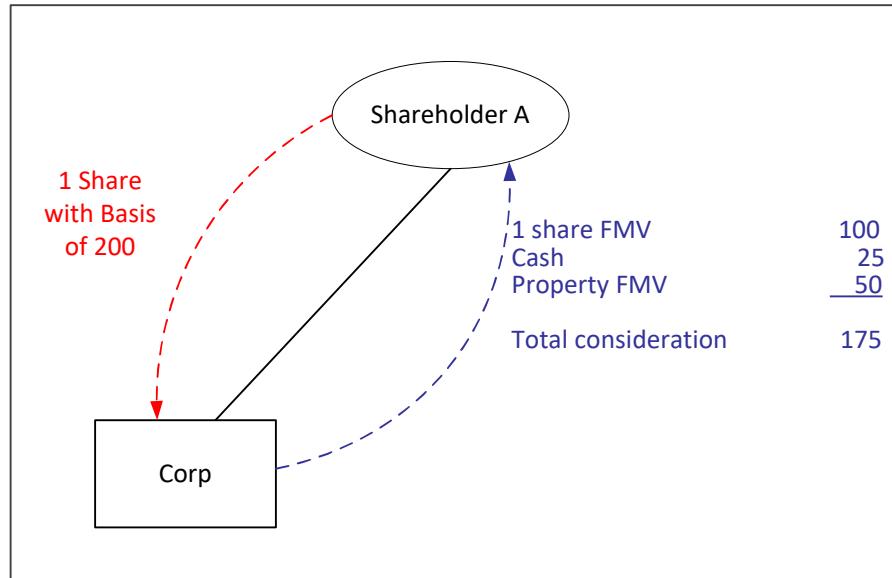 Shareholder A
1 Share
with Basis
of 200
1 share FMV 100
Cash 25
Property FMV 50
Total consideration 175
Corp